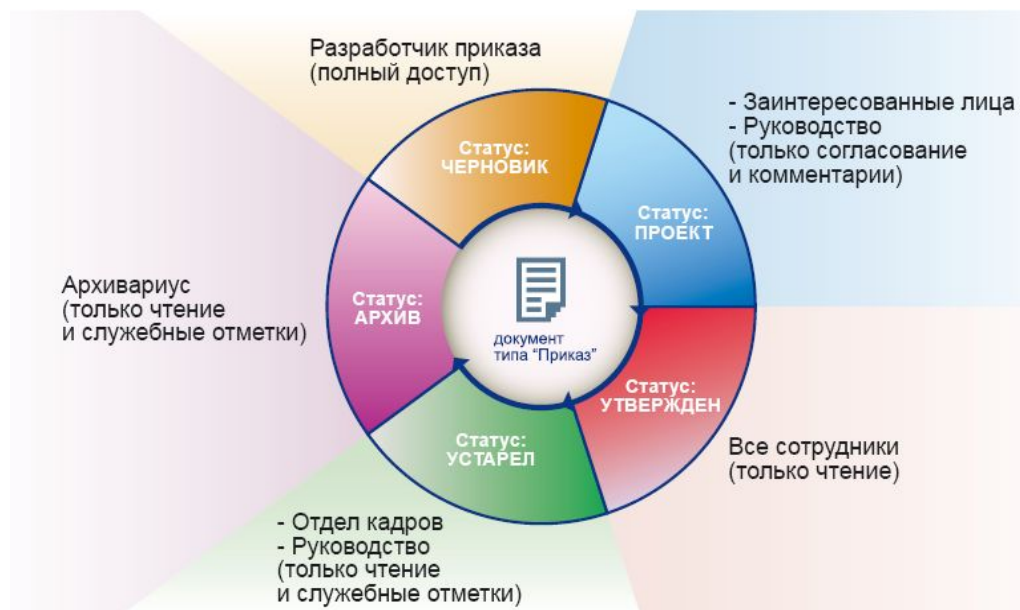 Разработчик приказа
(полный доступ)
Статус:
ЧЕРНОВИК
- Заинтересованные лица
- Руководство
(только согласование
и комментарии)
Статус:
ПРОЕКТ
Архивариус
(только чтение
и служебные отметки)
Статус:
АРХИВ
документ
типа “Приказ”
Статус:
УТВЕРЖДЕН
Все сотрудники
(только чтение)
Статус:
УСТАРЕЛ
- Отдел кадров
- Руководство
(только чтение
и служебные отметки)